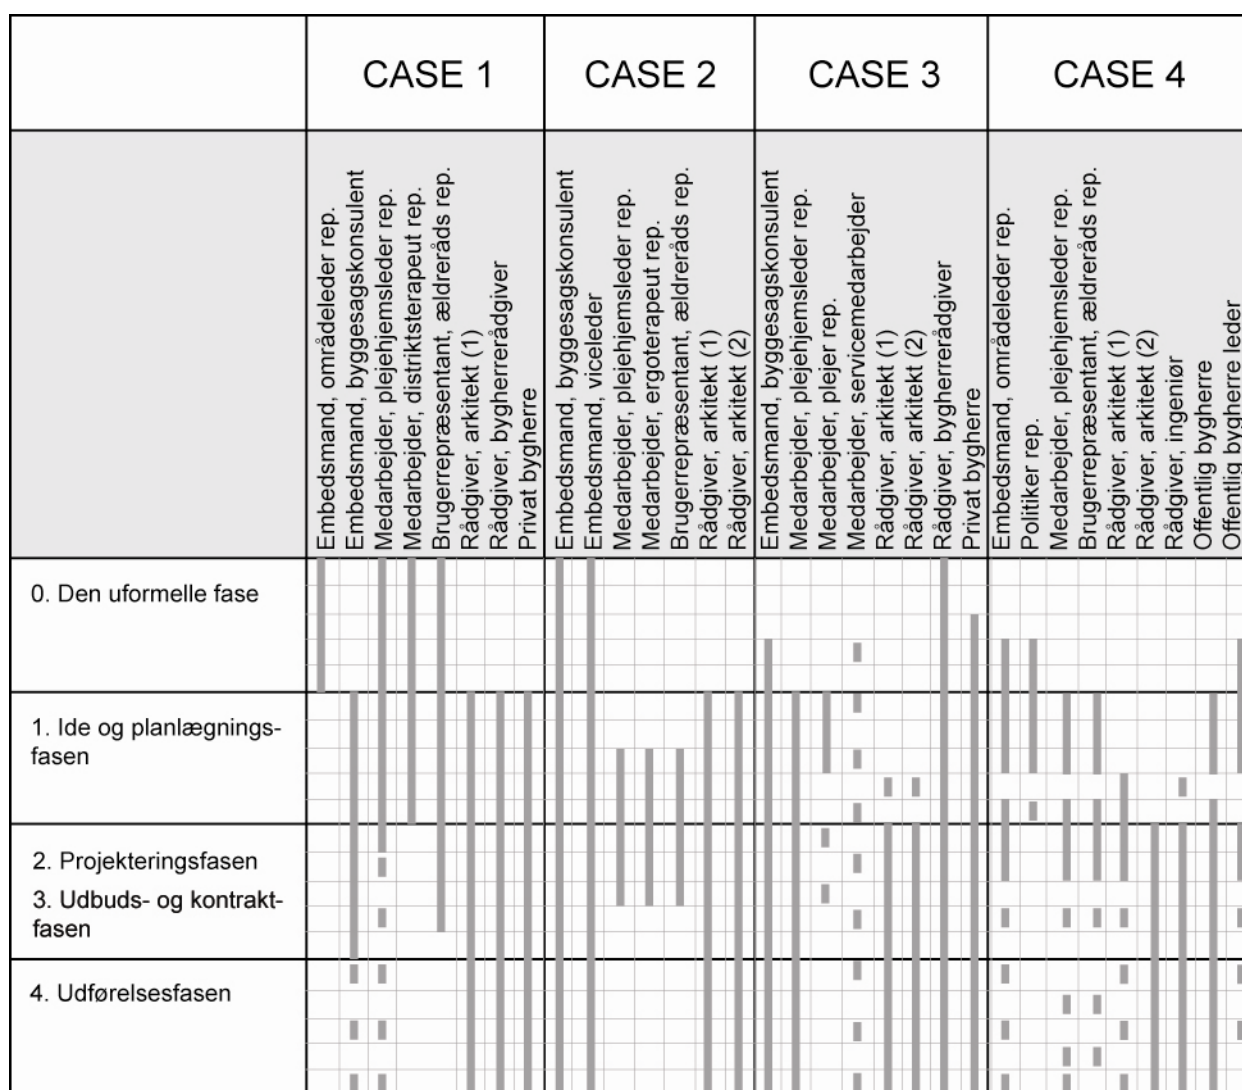 CASE 1
CASE 2
CASE 3
CASE 4
Embedsmand, områdeleder rep.
Embedsmand, byggesagskonsulent
Medarbejder, plejehjemsleder rep.
Medarbejder, distriktsterapeut rep.
Brugerrepræsentant, ældreråds rep.
Rådgiver, arkitekt (1)
Rådgiver, bygherrerådgiver
Privat bygherre
Embedsmand, byggesagskonsulent
Embedsmand, viceleder
Medarbejder, plejehjemsleder rep.
Medarbejder, ergoterapeut rep.
Brugerrepræsentant, ældreråds rep.
Rådgiver, arkitekt (1)
Rådgiver, arkitekt (2)
Embedsmand, byggesagskonsulent
Medarbejder, plejehjemsleder rep.
Medarbejder, plejer rep.
Medarbejder, servicemedarbejder
Rådgiver, arkitekt (1)
Rådgiver, arkitekt (2)
Rådgiver, bygherrerådgiver
Privat bygherre
Embedsmand, områdeleder rep.
Politiker rep.
Medarbejder, plejehjemsleder rep.
Brugerrepræsentant, ældreråds rep.
Rådgiver, arkitekt (1)
Rådgiver, arkitekt (2)
Rådgiver, ingeniør
Offentlig bygherre
Offentlig bygherre leder
0. Den uformelle fase
1. Ide og planlægnings-
fasen
2. Projekteringsfasen
3. Udbuds- og kontrakt-
fasen
4. Udførelsesfasen